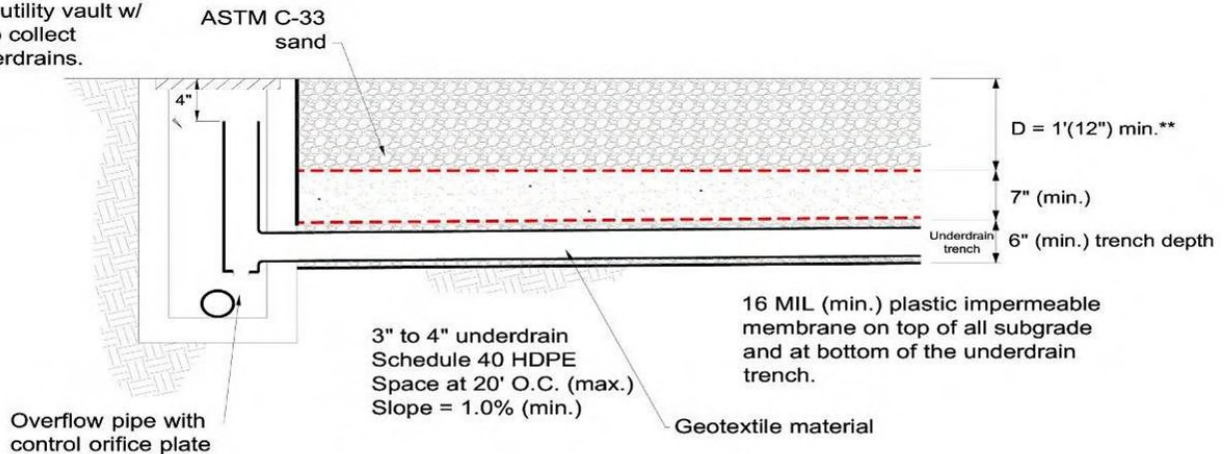 utility vault w/
collect
ASTM C-33
sand
4"
D = 1'(12") min.**
7" (min.)
Underdrain
trench
6" (min.) trench depth
16 MIL (min.) plastic impermeable
membrane on top of all subgrade
and at bottom of the underdrain
trench.
3" to 4" underdrain
Schedule 40 HDPE
Space at 20' O.C. (max.)
Slope = 1.0% (min.)
Geotextile material
Overflow pipe with
control orifice plate